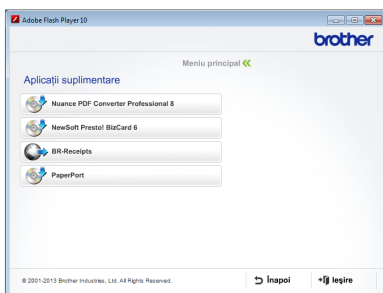 Adobe Flash Player 10
brother
Meniu principal
Aplicații suplimentare
Nuance PDF Converter Professional 8
NewSoft Presto! BizCard 6
BR-Receipts
PaperPort
© 2001-2013 Brother Industries, Ltd. All Rights Reserved.
Înapoi
Ieşire